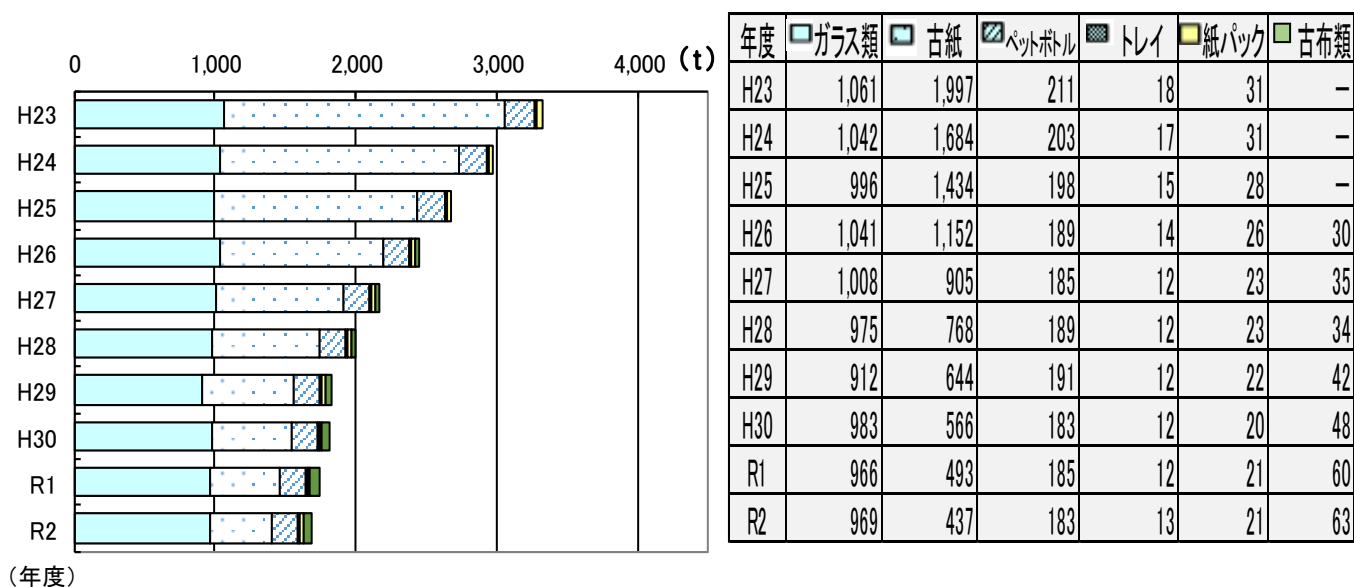 0 1,000 2,000 3,000 4,000 (t)
H23
H24
H25
H26
H27
H28
H29
H30
R1
R2
(年度)
年度 ガラス類 古紙 ペットボトル トレイ 紙パック 古布類
H23 1,061 1,997 211 18 31 －
H24 1,042 1,684 203 17 31 －
H25 996 1,434 198 15 28 －
H26 1,041 1,152 189 14 26 30
H27 1,008 905 185 12 23 35
H28 975 768 189 12 23 34
H29 912 644 191 12 22 42
H30 983 566 183 12 20 48
R1 966 493 185 12 21 60
R2 969 437 183 13 21 63